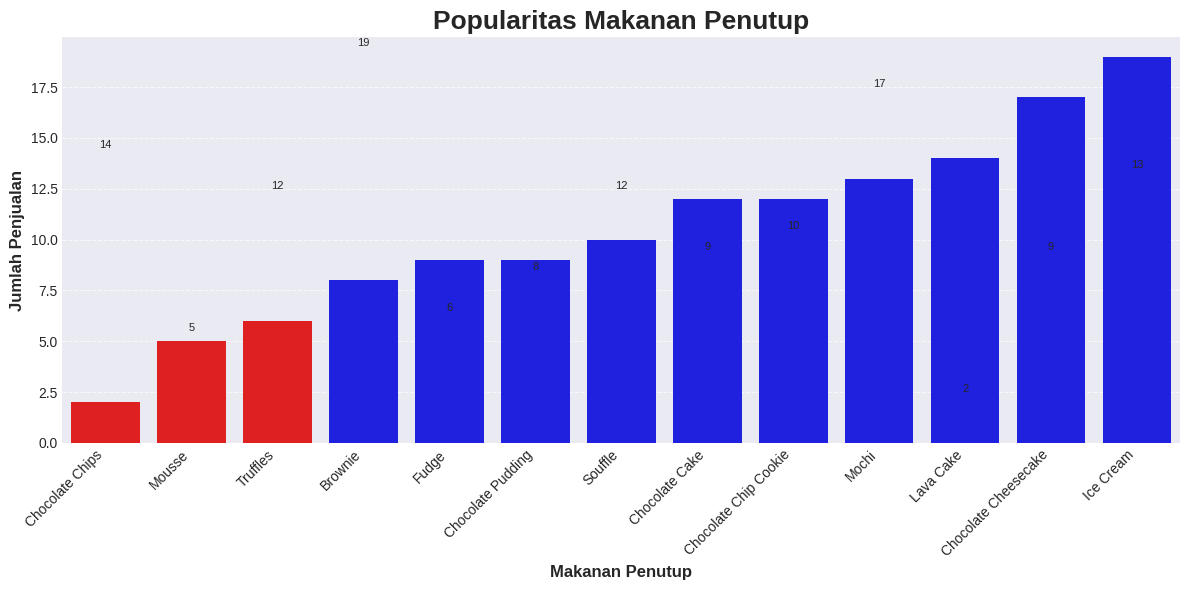 Popularitas Makanan Penutup
Jumlah Penjualan
17.5
15.0
12.5
10.0
7.5
5.0
2.5
0.0
14
5
12
19
6
8
12
9
10
17
2
9
13
Chocolate Chips
Mousse
Truffles
Brownie
Fudge
Chocolate Pudding
Souffle
Chocolate Cake
Chocolate Chip Cookie
Mochi
Lava Cake
Chocolate Cheesecake
Ice Cream
Makanan Penutup